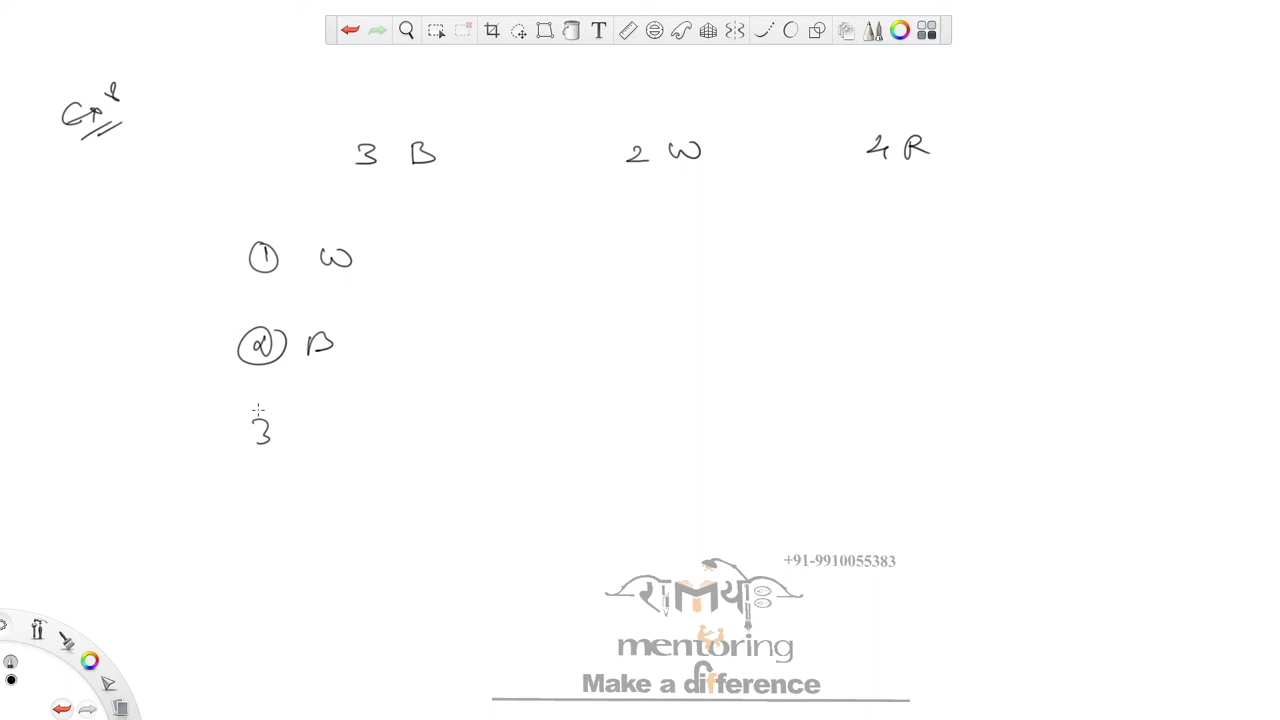 3 B 2 W 4 R
① W
② B
3
+91-9910055383
राम्या
mentoring
Make a difference